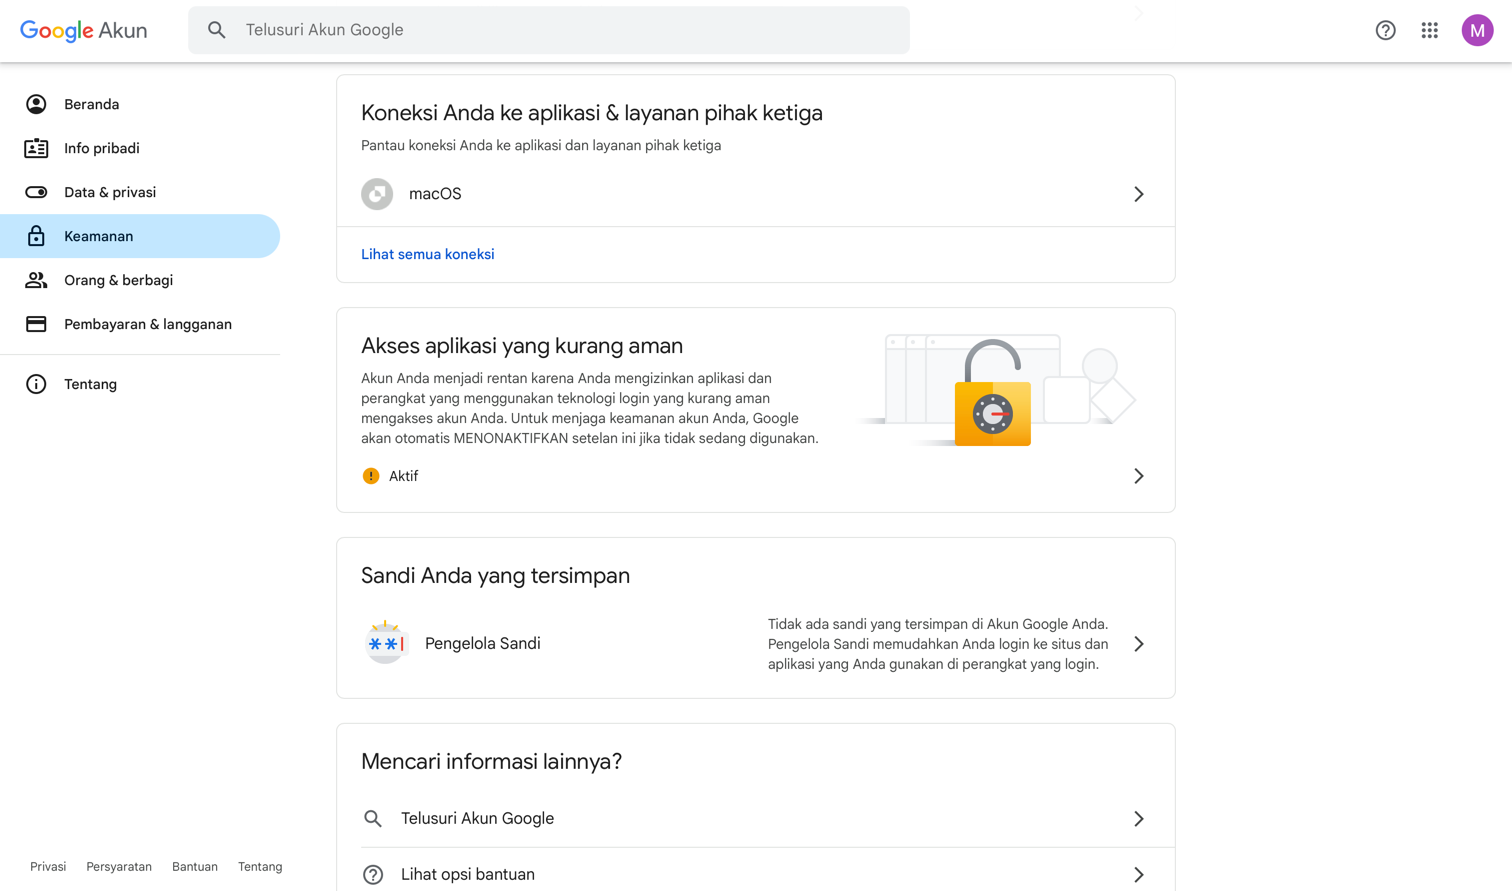 Google Akun
Telusuri Akun Google
M
Beranda
Info pribadi
Data & privasi
Keamanan
Orang & berbagi
Pembayaran & langganan
Tentang
Koneksi Anda ke aplikasi & layanan pihak ketiga
Pantau koneksi Anda ke aplikasi dan layanan pihak ketiga
macOS
Lihat semua koneksi
Akses aplikasi yang kurang aman
Akun Anda menjadi rentan karena Anda mengizinkan aplikasi dan
perangkat yang menggunakan teknologi login yang kurang aman
mengakses akun Anda. Untuk menjaga keamanan akun Anda, Google
akan otomatis MENONAKTIFKAN setelan ini jika tidak sedang digunakan.
Aktif
Sandi Anda yang tersimpan
Pengelola Sandi
Tidak ada sandi yang tersimpan di Akun Google Anda.
Pengelola Sandi memudahkan Anda login ke situs dan
aplikasi yang Anda gunakan di perangkat yang login.
Mencari informasi lainnya?
Telusuri Akun Google
Lihat opsi bantuan
Privasi Persyaratan Bantuan Tentang